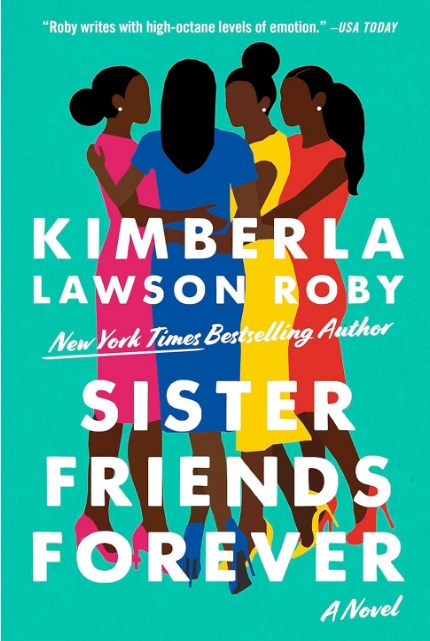 “Roby writes with high-octane levels of emotion.” –USA TODAY
KIMBERLA
LAWSON ROBY
New York Times Bestselling Author
SISTER
FRIENDS
FOREVER
A Novel